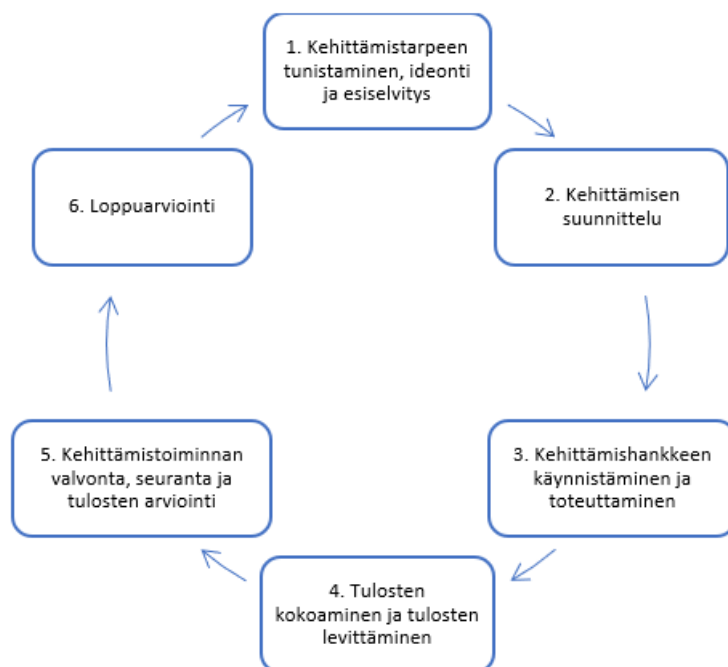 1. Kehittämistarpeen
tunistaminen, ideonti
ja esiselvitys
2. Kehittämisen
suunnittelu
3. Kehittämishankkeen
käynnistäminen ja
toteuttaminen
4. Tulosten
kokoaminen ja tulosten
levittäminen
5. Kehittämistoiminnan
valvonta, seuranta ja
tulosten arviointi
6. Loppuarviointi